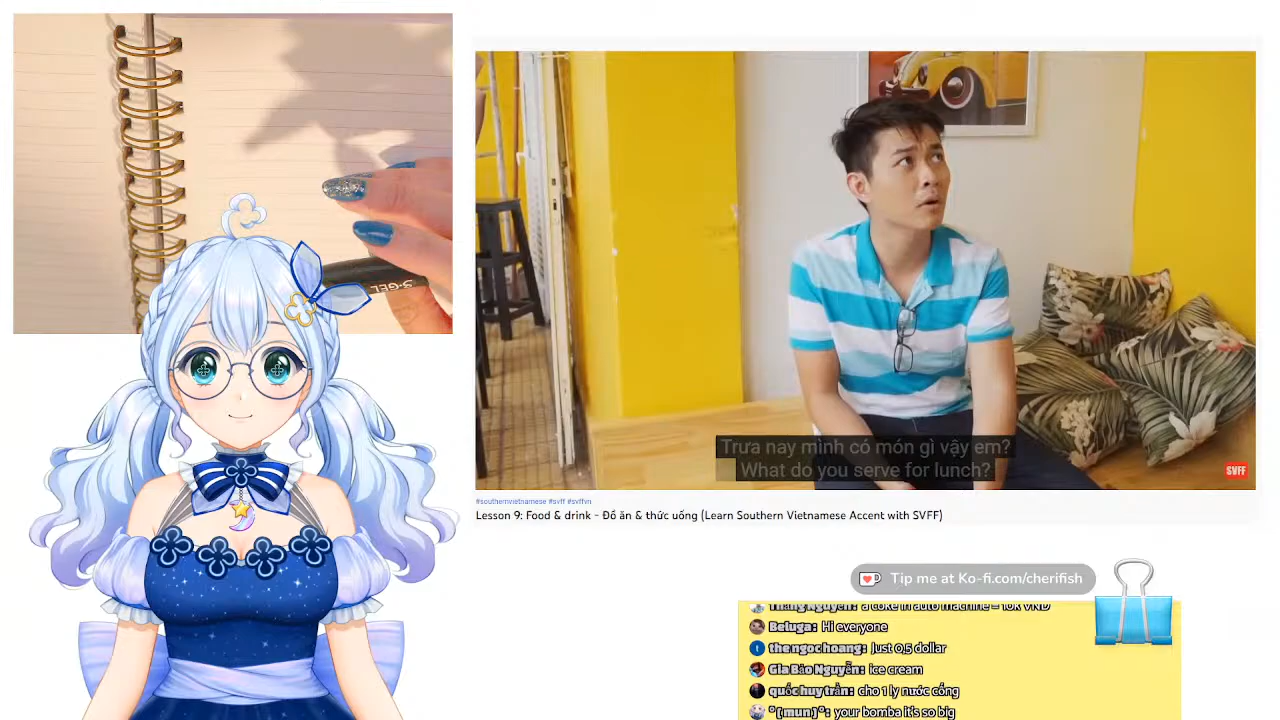 S-GEL
Trưa nay mình có món gì vậy em?
What do you serve for lunch?
SVFF
#southernvietnamese #svff #svffvn
Lesson 9: Food & drink - Đồ ăn & thức uống (Learn Southern Vietnamese Accent with SVFF)
Tip me at Ko-fi.com/cherifish
ThắngNguyễn: a coke in auto machine = 10k VND
Beluga: Hi everyone
t thengochoang: Just 0,5 dollar
Gia Bảo Nguyễn: ice cream
quốc huy trần: cho 1 ly nước cống
°(mun)°: your bomba it's so big